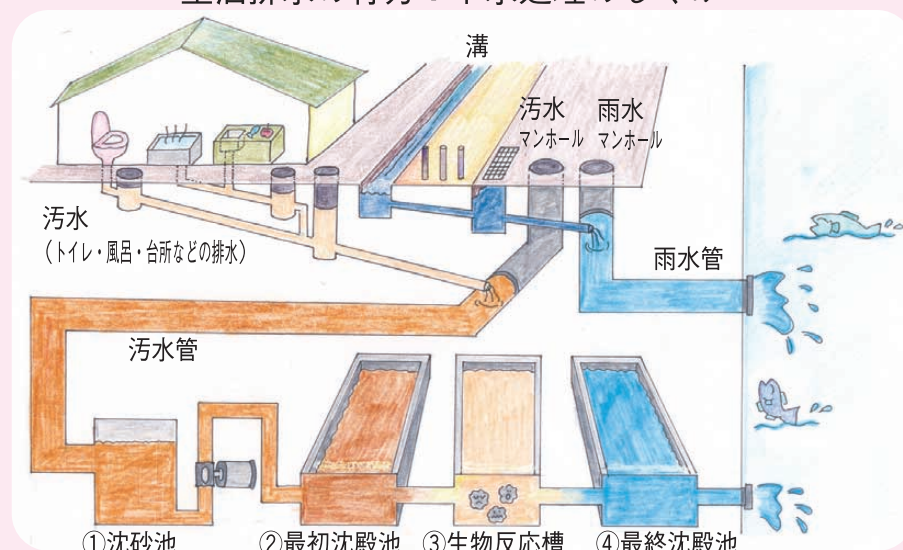 溝
汚水
マンホール
雨水
マンホール
汚水
（トイレ・風呂・台所などの排水）
雨水管
汚水管
①沈砂池
②最初沈殿池
③生物反応槽
④最終沈殿池